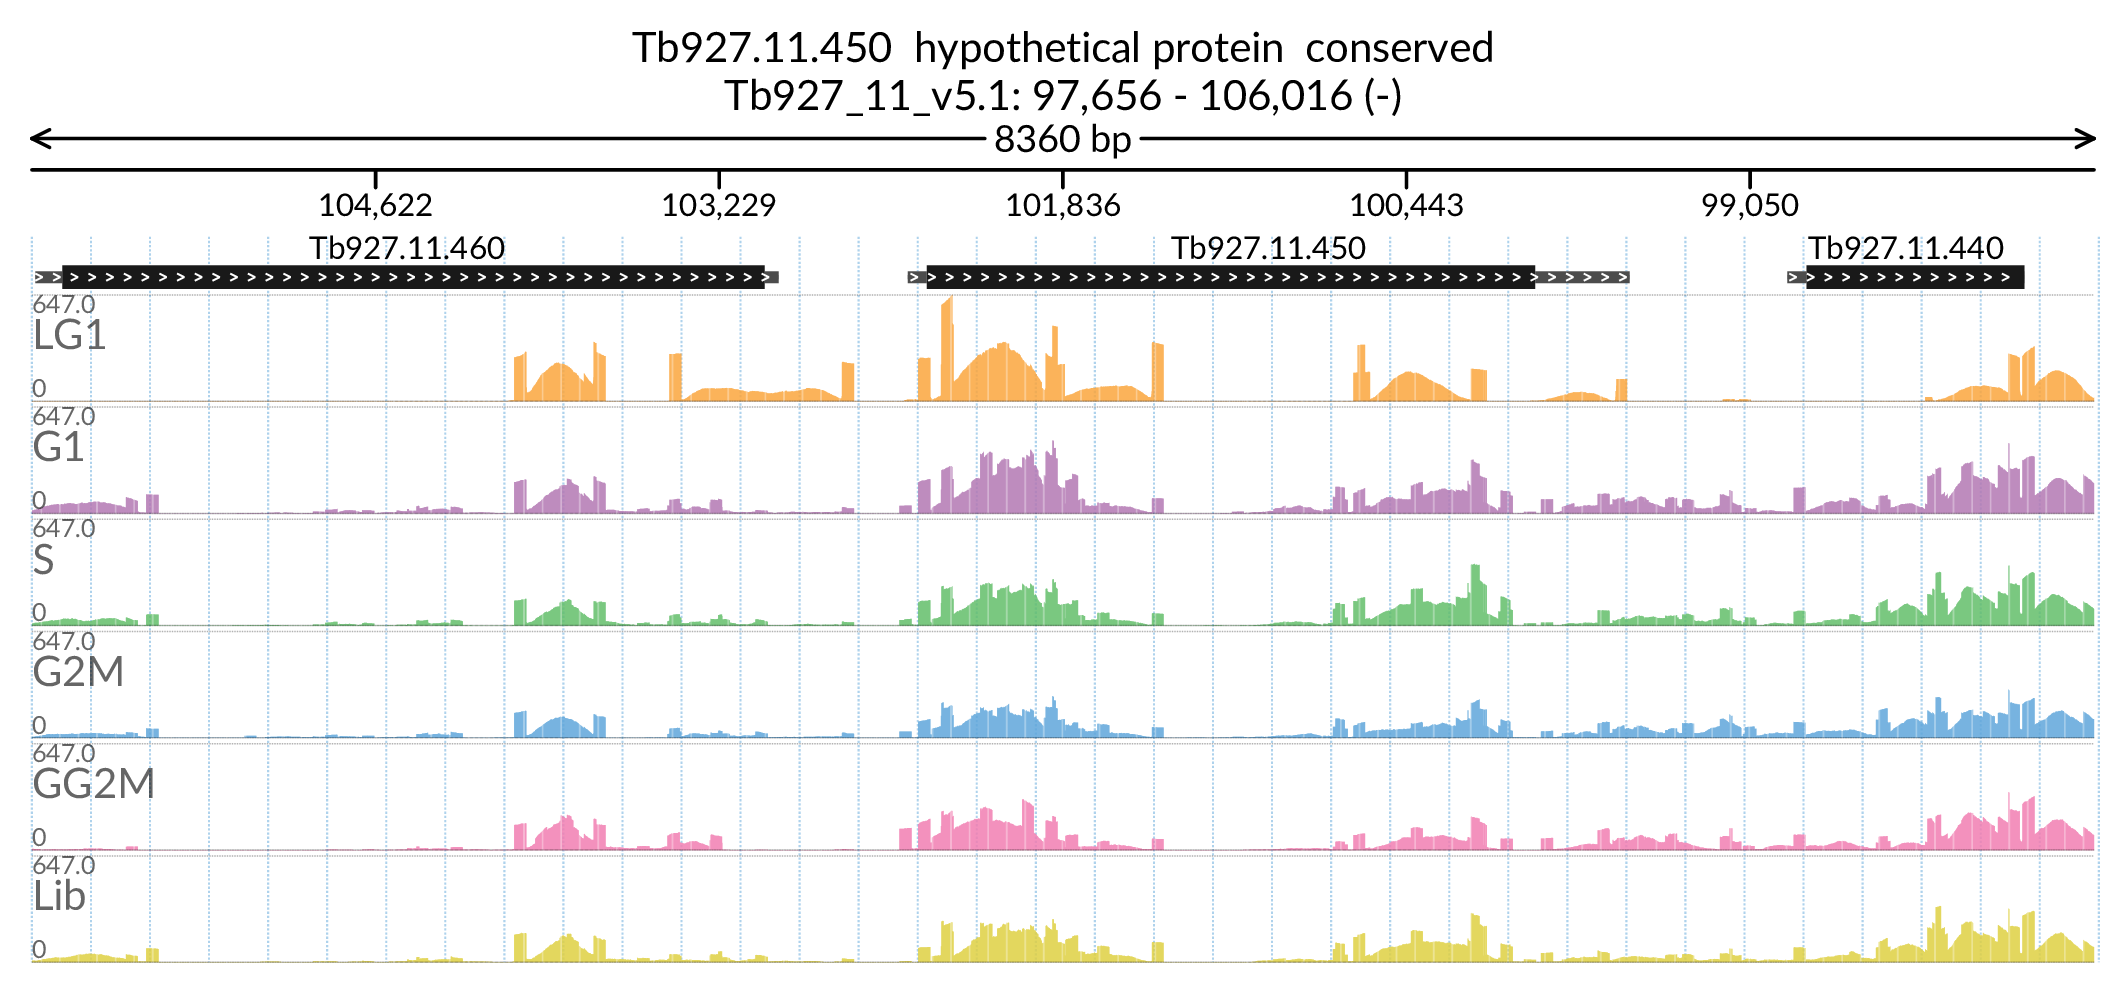 Tb927.11.450 hypothetical protein conserved
Tb927_11_v5.1: 97,656 - 106,016 (-)
8360 bp
104,622 103,229 101,836 100,443 99,050
Tb927.11.460 Tb927.11.450 Tb927.11.440
647.0
LG1
0
647.0
G1
0
647.0
S
0
647.0
G2M
0
647.0
GG2M
0
647.0
Lib
0